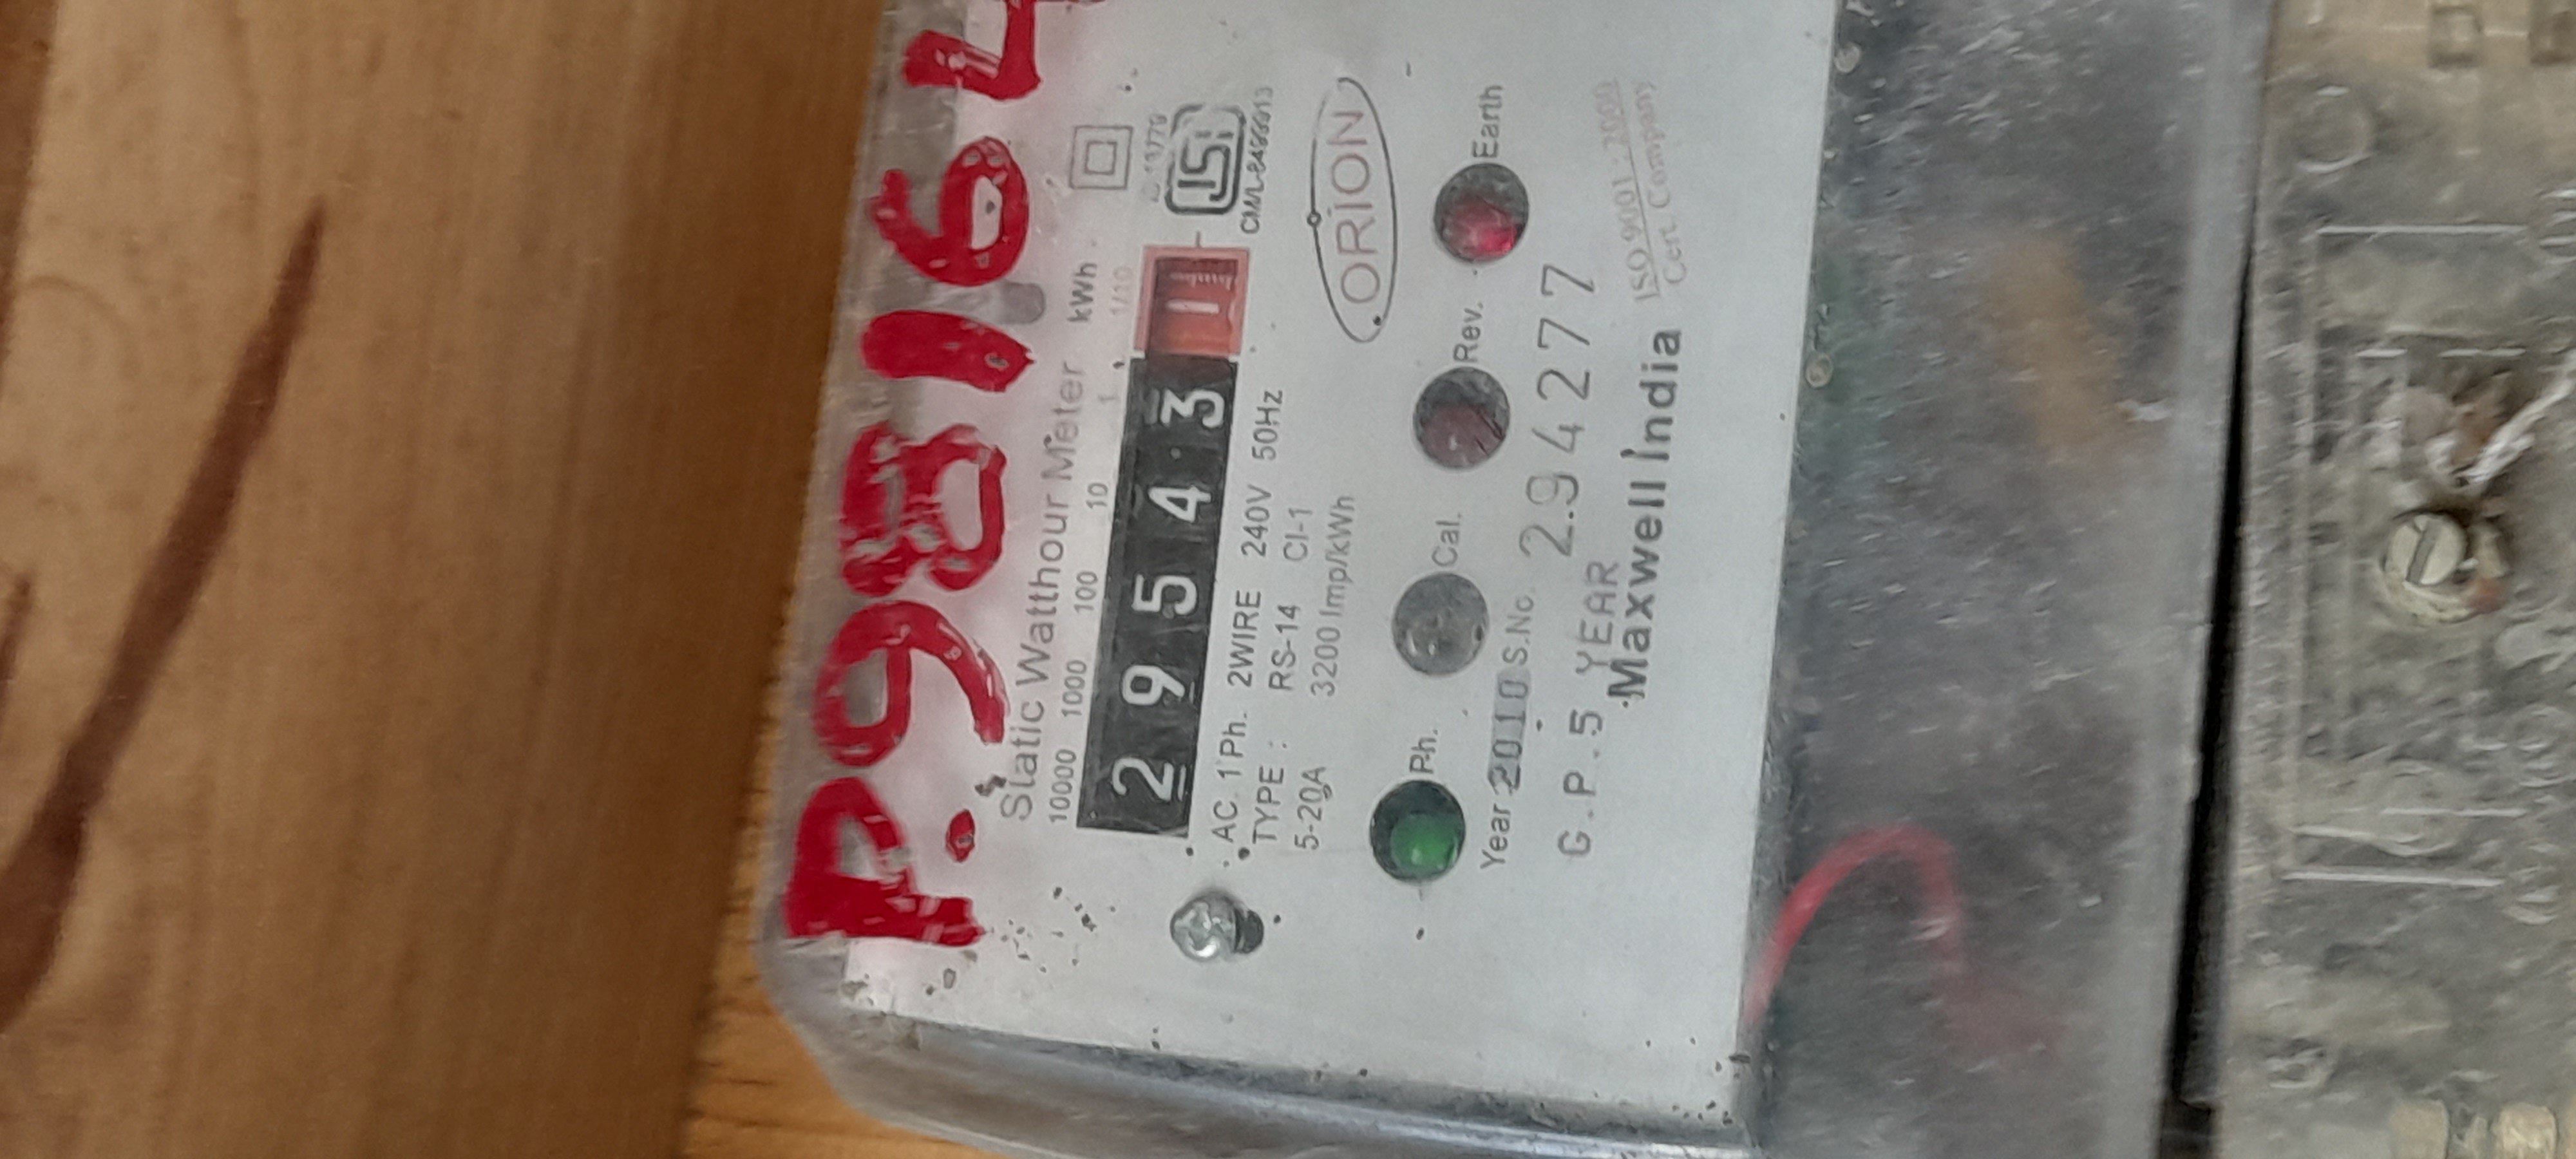 P.98164
Static Watthour Meter kWh
10000 1000 100 10 1 1/10
2 9 5 4 3 1
AC 1 Ph. 2WIRE 240V 50Hz
TYPE : RS-14 Cl-1
5-20A 3200 Imp/kWh
ISI
ORION
Ph. Cal. Rev. Earth
Year 2010 S.No. 294277
G.P.5 YEAR
Maxwell India
ISO 9001:2000
Cert. Company